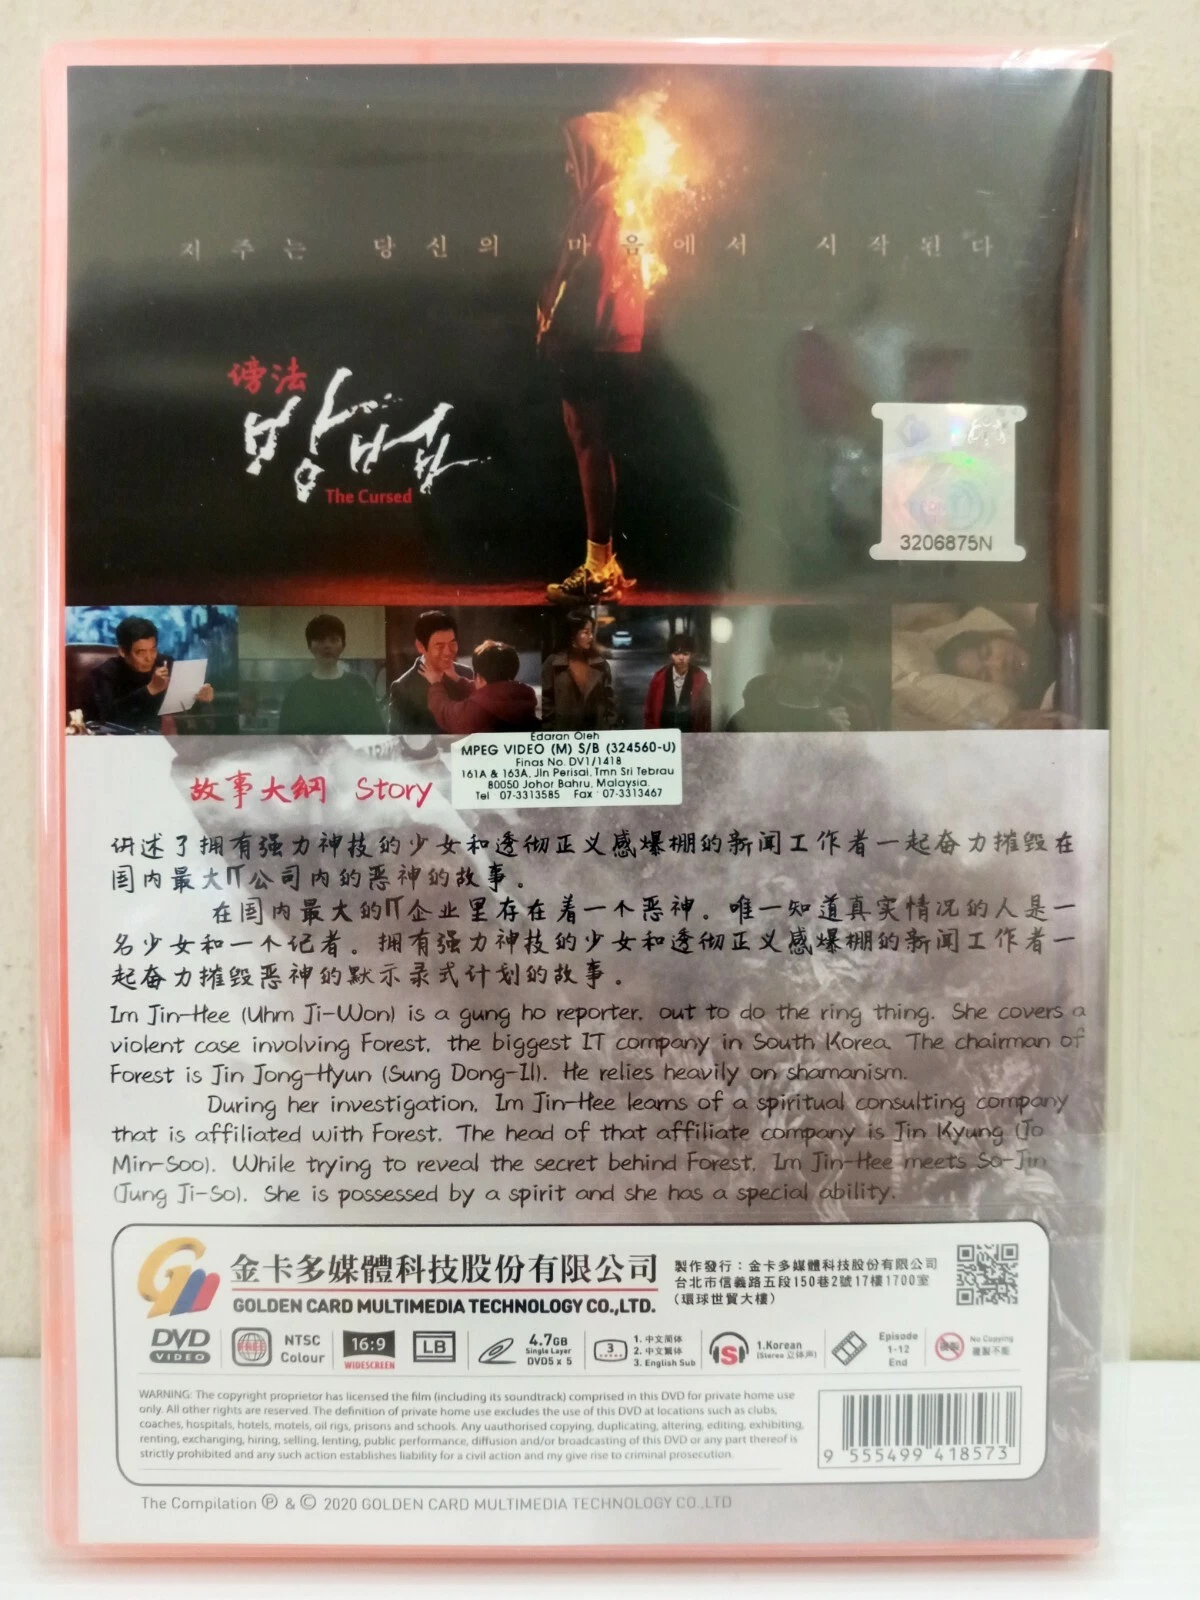 저주는 당신의 마음에서 시작된다
傍法
방법
The Cursed
3206875N
Edaran Oleh
MPEG VIDEO (M) S/B (324560-U)
Finas No. DV1/1418
161A & 163A, Jln Perisai, Tmn Sri Tebrau
80050 Johor Bahru, Malaysia.
Tel 07-3313585 Fax 07-3313467
故事大纲 Story
讲述了拥有强力神技的少女和透彻正义感爆棚的新闻工作者一起奋力摧毁在
国内最大IT公司内的恶神的故事。
在国内最大的IT企业里存在着一个恶神。唯一知道真实情况的人是一
名少女和一个记者。拥有强力神技的少女和透彻正义感爆棚的新闻工作者一
起奋力摧毁恶神的默示录式计划的故事。
Im Jin-Hee (Uhm Ji-Won) is a gung ho reporter, out to do the ring thing. She covers a
violent case involving Forest, the biggest IT company in South Korea. The chairman of
Forest is Jin Jong-Hyun (Sung Dong-Il). He relies heavily on shamanism.
During her investigation, Im Jin-Hee learns of a spiritual consulting company
that is affiliated with Forest. The head of that affiliate company is Jin Kyung (Jo
Min-Soo). While trying to reveal the secret behind Forest, Im Jin-Hee meets So-Jin
(Jung Ji-So). She is possessed by a spirit and she has a special ability.
金卡多媒體科技股份有限公司
GOLDEN CARD MULTIMEDIA TECHNOLOGY CO.,LTD.
製作發行：金卡多媒體科技股份有限公司
台北市信義路五段150巷2號17樓1700室
（環球世貿大樓）
DVD VIDEO
FREE
NTSC Colour
16:9 WIDESCREEN
LB
4.7GB Single Layer DVD5 x 5
3
1. 中文简体
2. 中文繁体
3. English Sub
S
1.Korean (Stereo 立体声)
Episode 1-12 End
No Copying 複製不能
WARNING: The copyright proprietor has licensed the film (including its soundtrack) comprised in this DVD for private home use
only. All other rights are reserved. The definition of private home use excludes the use of this DVD at locations such as clubs,
coaches, hospitals, hotels, motels, oil rigs, prisons and schools. Any uauthorised copying, duplicating, altering, editing, exhibiting,
renting, exchanging, hiring, selling, lenting, public performance, diffusion and/or broadcasting of this DVD or any part thereof is
strictly prohibited and any such action establishes liability for a civil action and my give rise to criminal prosecution.
9 555499 418573
The Compilation Ⓟ & © 2020 GOLDEN CARD MULTIMEDIA TECHNOLOGY CO.,LTD